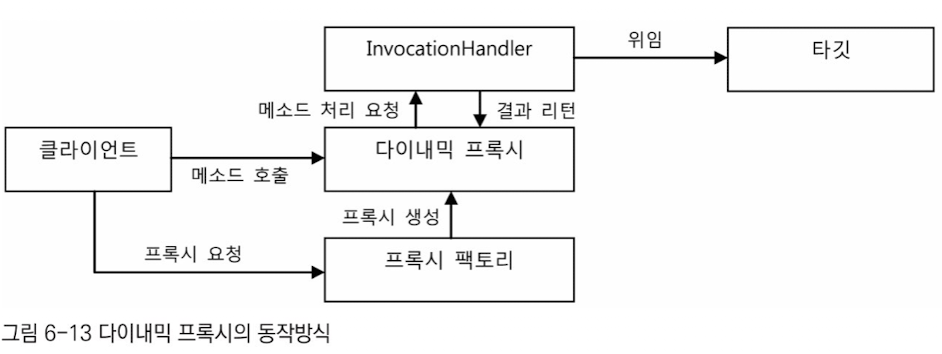 InvocationHandler
위임
타깃
메소드 처리 요청
결과 리턴
클라이언트
다이내믹 프록시
메소드 호출
프록시 생성
프록시 요청
프록시 팩토리
그림 6-13 다이내믹 프록시의 동작방식